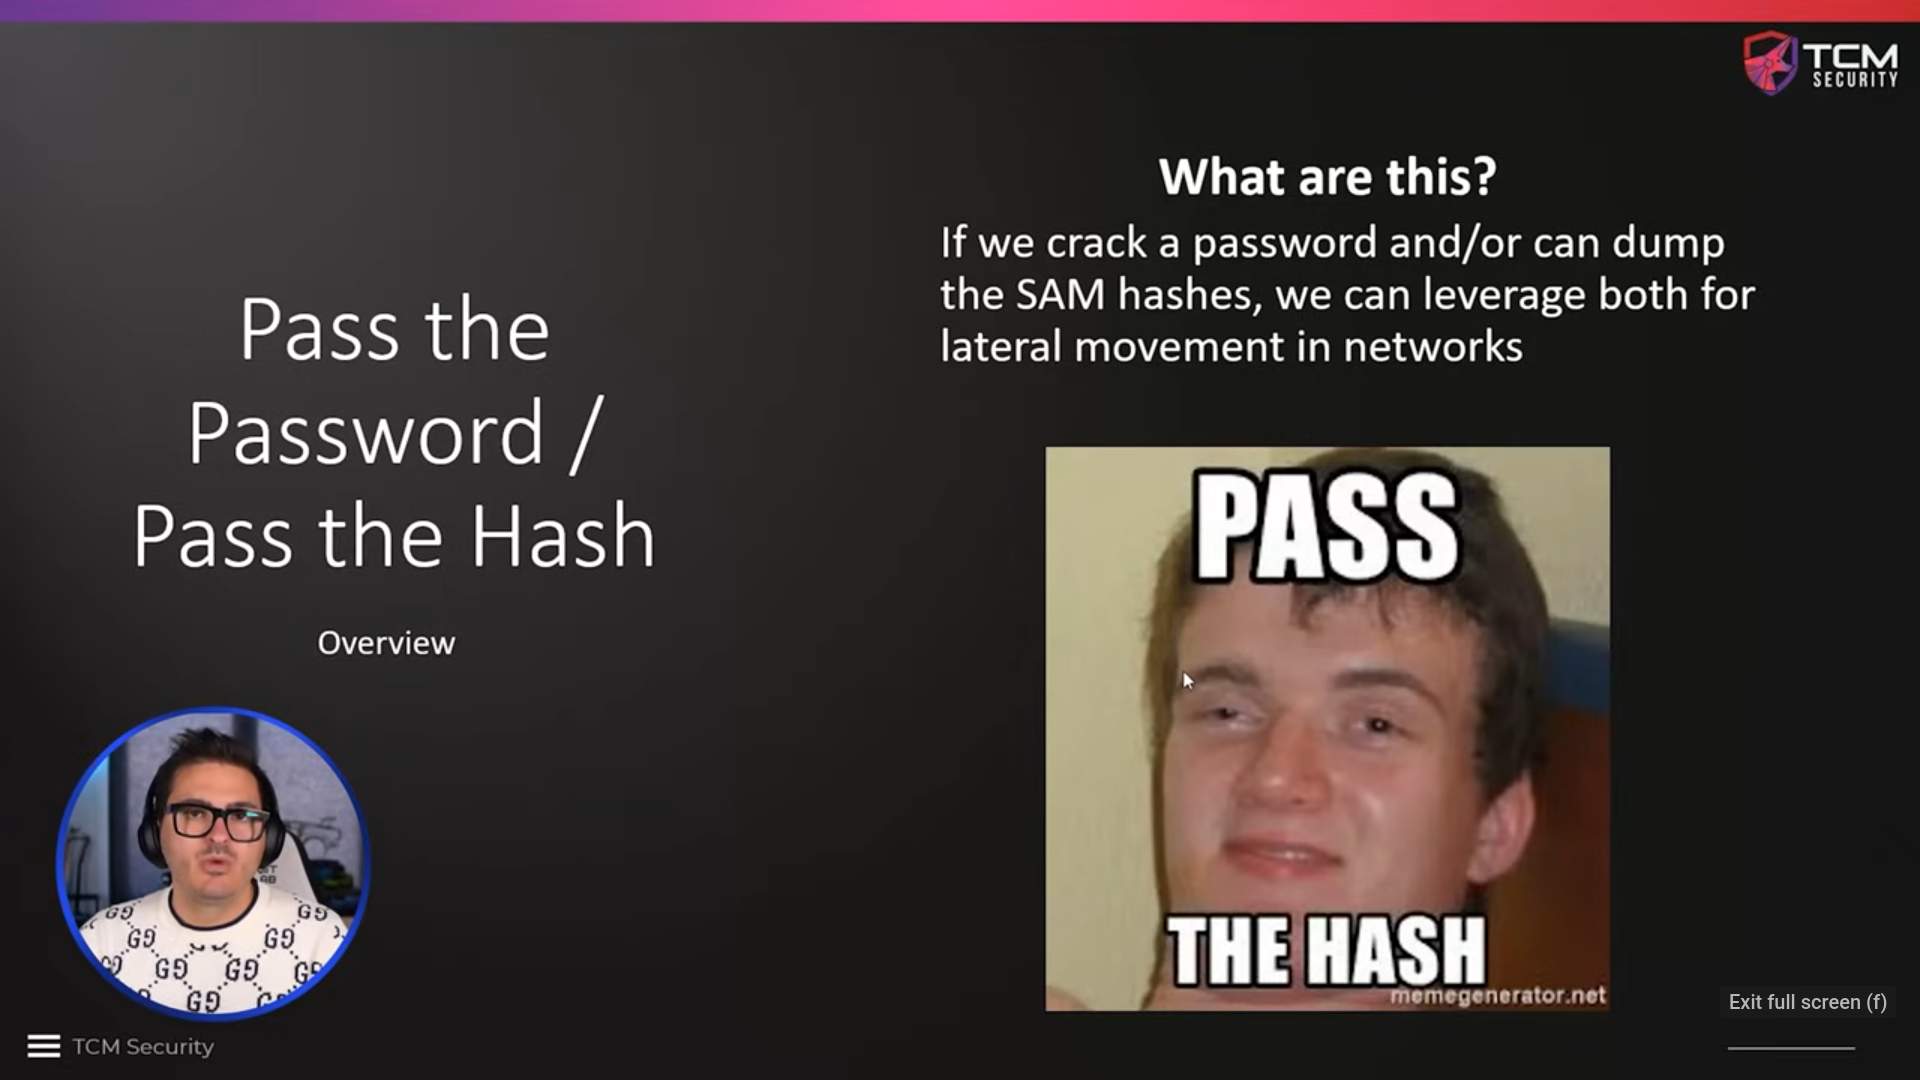 TCM
SECURITY
What are this?
If we crack a password and/or can dump
the SAM hashes, we can leverage both for
lateral movement in networks
Pass the
Password /
Pass the Hash
Overview
PASS
THE HASH
memegenerator.net
Exit full screen (f)
TCM Security